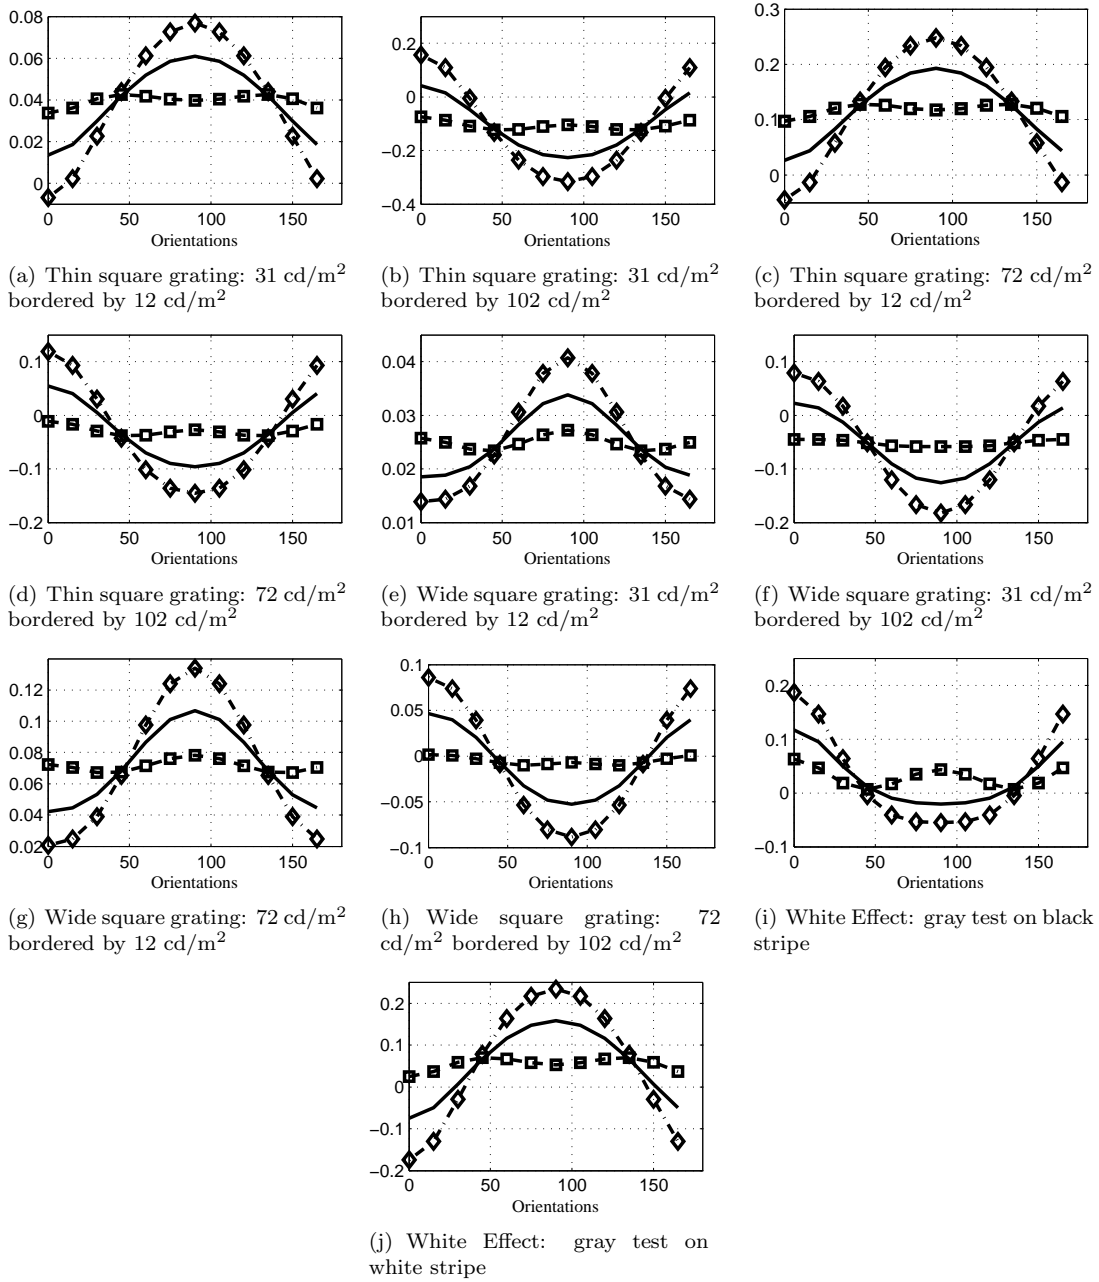 0.08
0.06
0.04
0.02
0
0 50 100 150
Orientations
(a) Thin square grating: 31 cd/m²
bordered by 12 cd/m²
0.2
0
−0.2
−0.4
0 50 100 150
Orientations
(b) Thin square grating: 31 cd/m²
bordered by 102 cd/m²
0.3
0.2
0.1
0
0 50 100 150
Orientations
(c) Thin square grating: 72 cd/m²
bordered by 12 cd/m²
0.1
0
−0.1
−0.2
0 50 100 150
Orientations
(d) Thin square grating: 72 cd/m²
bordered by 102 cd/m²
0.04
0.03
0.02
0.01
0 50 100 150
Orientations
(e) Wide square grating: 31 cd/m²
bordered by 12 cd/m²
0.1
0
−0.1
−0.2
0 50 100 150
Orientations
(f) Wide square grating: 31 cd/m²
bordered by 102 cd/m²
0.12
0.1
0.08
0.06
0.04
0.02
0 50 100 150
Orientations
(g) Wide square grating: 72 cd/m²
bordered by 12 cd/m²
0.1
0.05
0
−0.05
−0.1
0 50 100 150
Orientations
(h) Wide square grating: 72
cd/m² bordered by 102 cd/m²
0.2
0.1
0
−0.1
0 50 100 150
Orientations
(i) White Effect: gray test on black
stripe
0.2
0.1
0
−0.1
−0.2
0 50 100 150
Orientations
(j) White Effect: gray test on
white stripe